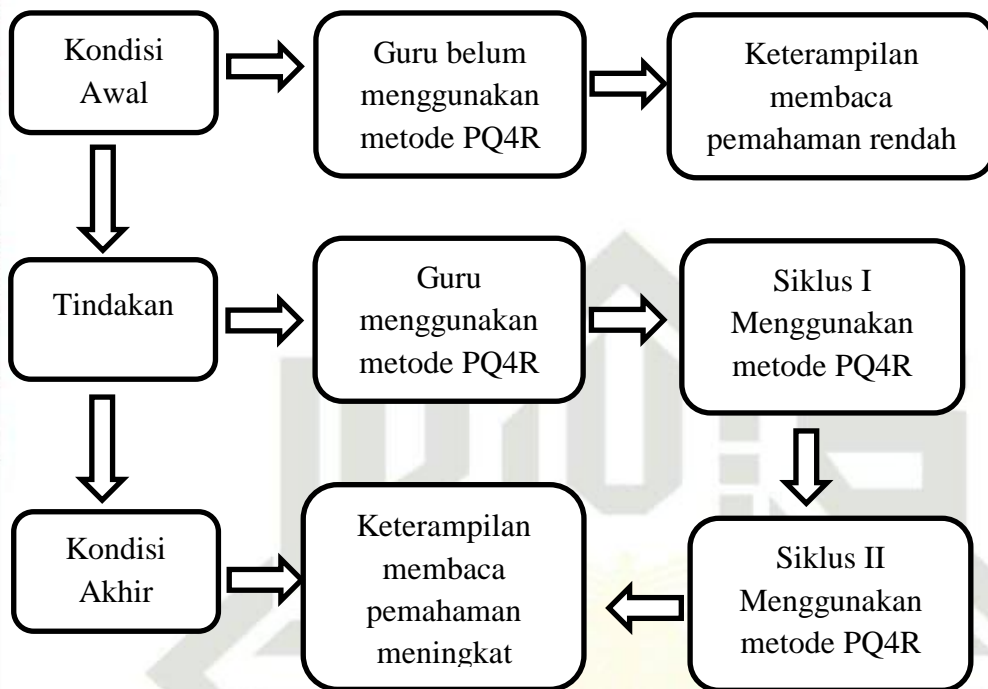 Kondisi
Awal
Guru belum
menggunakan
metode PQ4R
Keterampilan
membaca
pemahaman rendah
Tindakan
Guru
menggunakan
metode PQ4R
Siklus I
Menggunakan
metode PQ4R
Kondisi
Akhir
Keterampilan
membaca
pemahaman
meningkat
Siklus II
Menggunakan
metode PQ4R